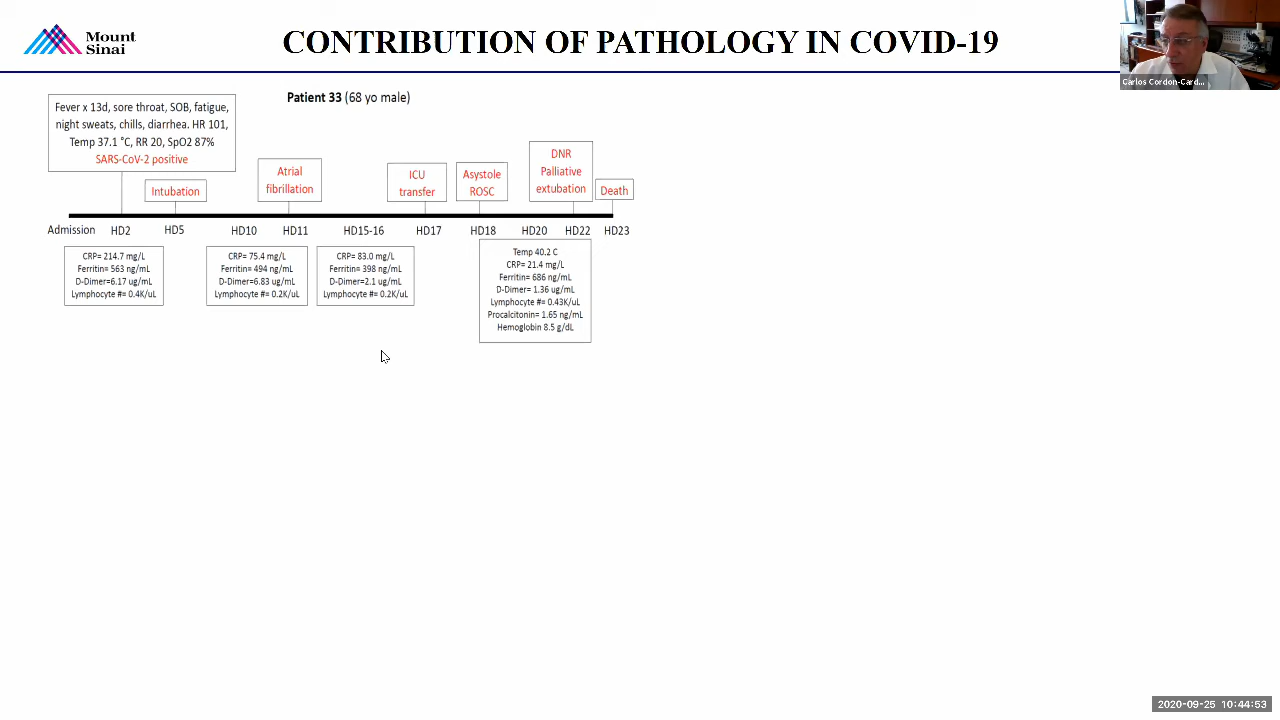 Mount
Sinai
CONTRIBUTION OF PATHOLOGY IN COVID-19
Carlos Cordon-Card...
Patient 33 (68 yo male)
Fever x 13d, sore throat, SOB, fatigue,
night sweats, chills, diarrhea. HR 101,
Temp 37.1 °C, RR 20, SpO2 87%
SARS-CoV-2 positive
Intubation
Atrial
fibrillation
ICU
transfer
Asystole
ROSC
DNR
Palliative
extubation
Death
Admission HD2 HD5 HD10 HD11 HD15-16 HD17 HD18 HD20 HD22 HD23
CRP= 214.7 mg/L
Ferritin= 563 ng/mL
D-Dimer=6.17 ug/mL
Lymphocyte #= 0.4K/uL
CRP= 75.4 mg/L
Ferritin= 494 ng/mL
D-Dimer=6.83 ug/mL
Lymphocyte #= 0.2K/uL
CRP= 83.0 mg/L
Ferritin= 398 ng/mL
D-Dimer=2.1 ug/mL
Lymphocyte #= 0.2K/uL
Temp 40.2 C
CRP= 21.4 mg/L
Ferritin= 686 ng/mL
D-Dimer= 1.36 ug/mL
Lymphocyte #= 0.43K/uL
Procalcitonin= 1.65 ng/mL
Hemoglobin 8.5 g/dL
2020-09-25 10:44:53